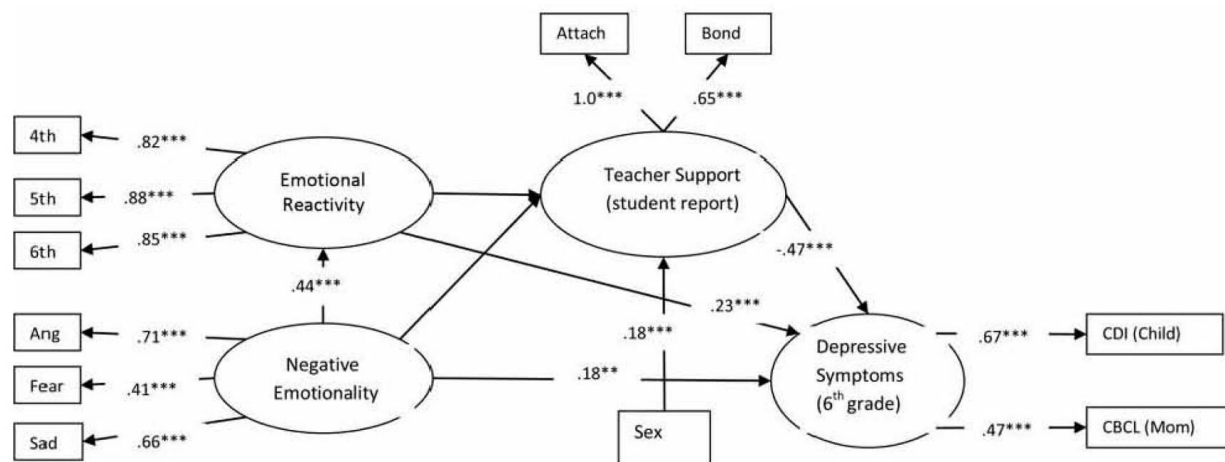 Attach
Bond
1.0***
.65***
4th
.82***
5th
.88***
6th
.85***
Emotional
Reactivity
Teacher Support
(student report)
-.47***
.44***
.23***
Ang
.71***
Fear
.41***
Sad
.66***
Negative
Emotionality
.18**
.18***
Sex
Depressive
Symptoms
(6th grade)
.67***
CDI (Child)
.47***
CBCL (Mom)